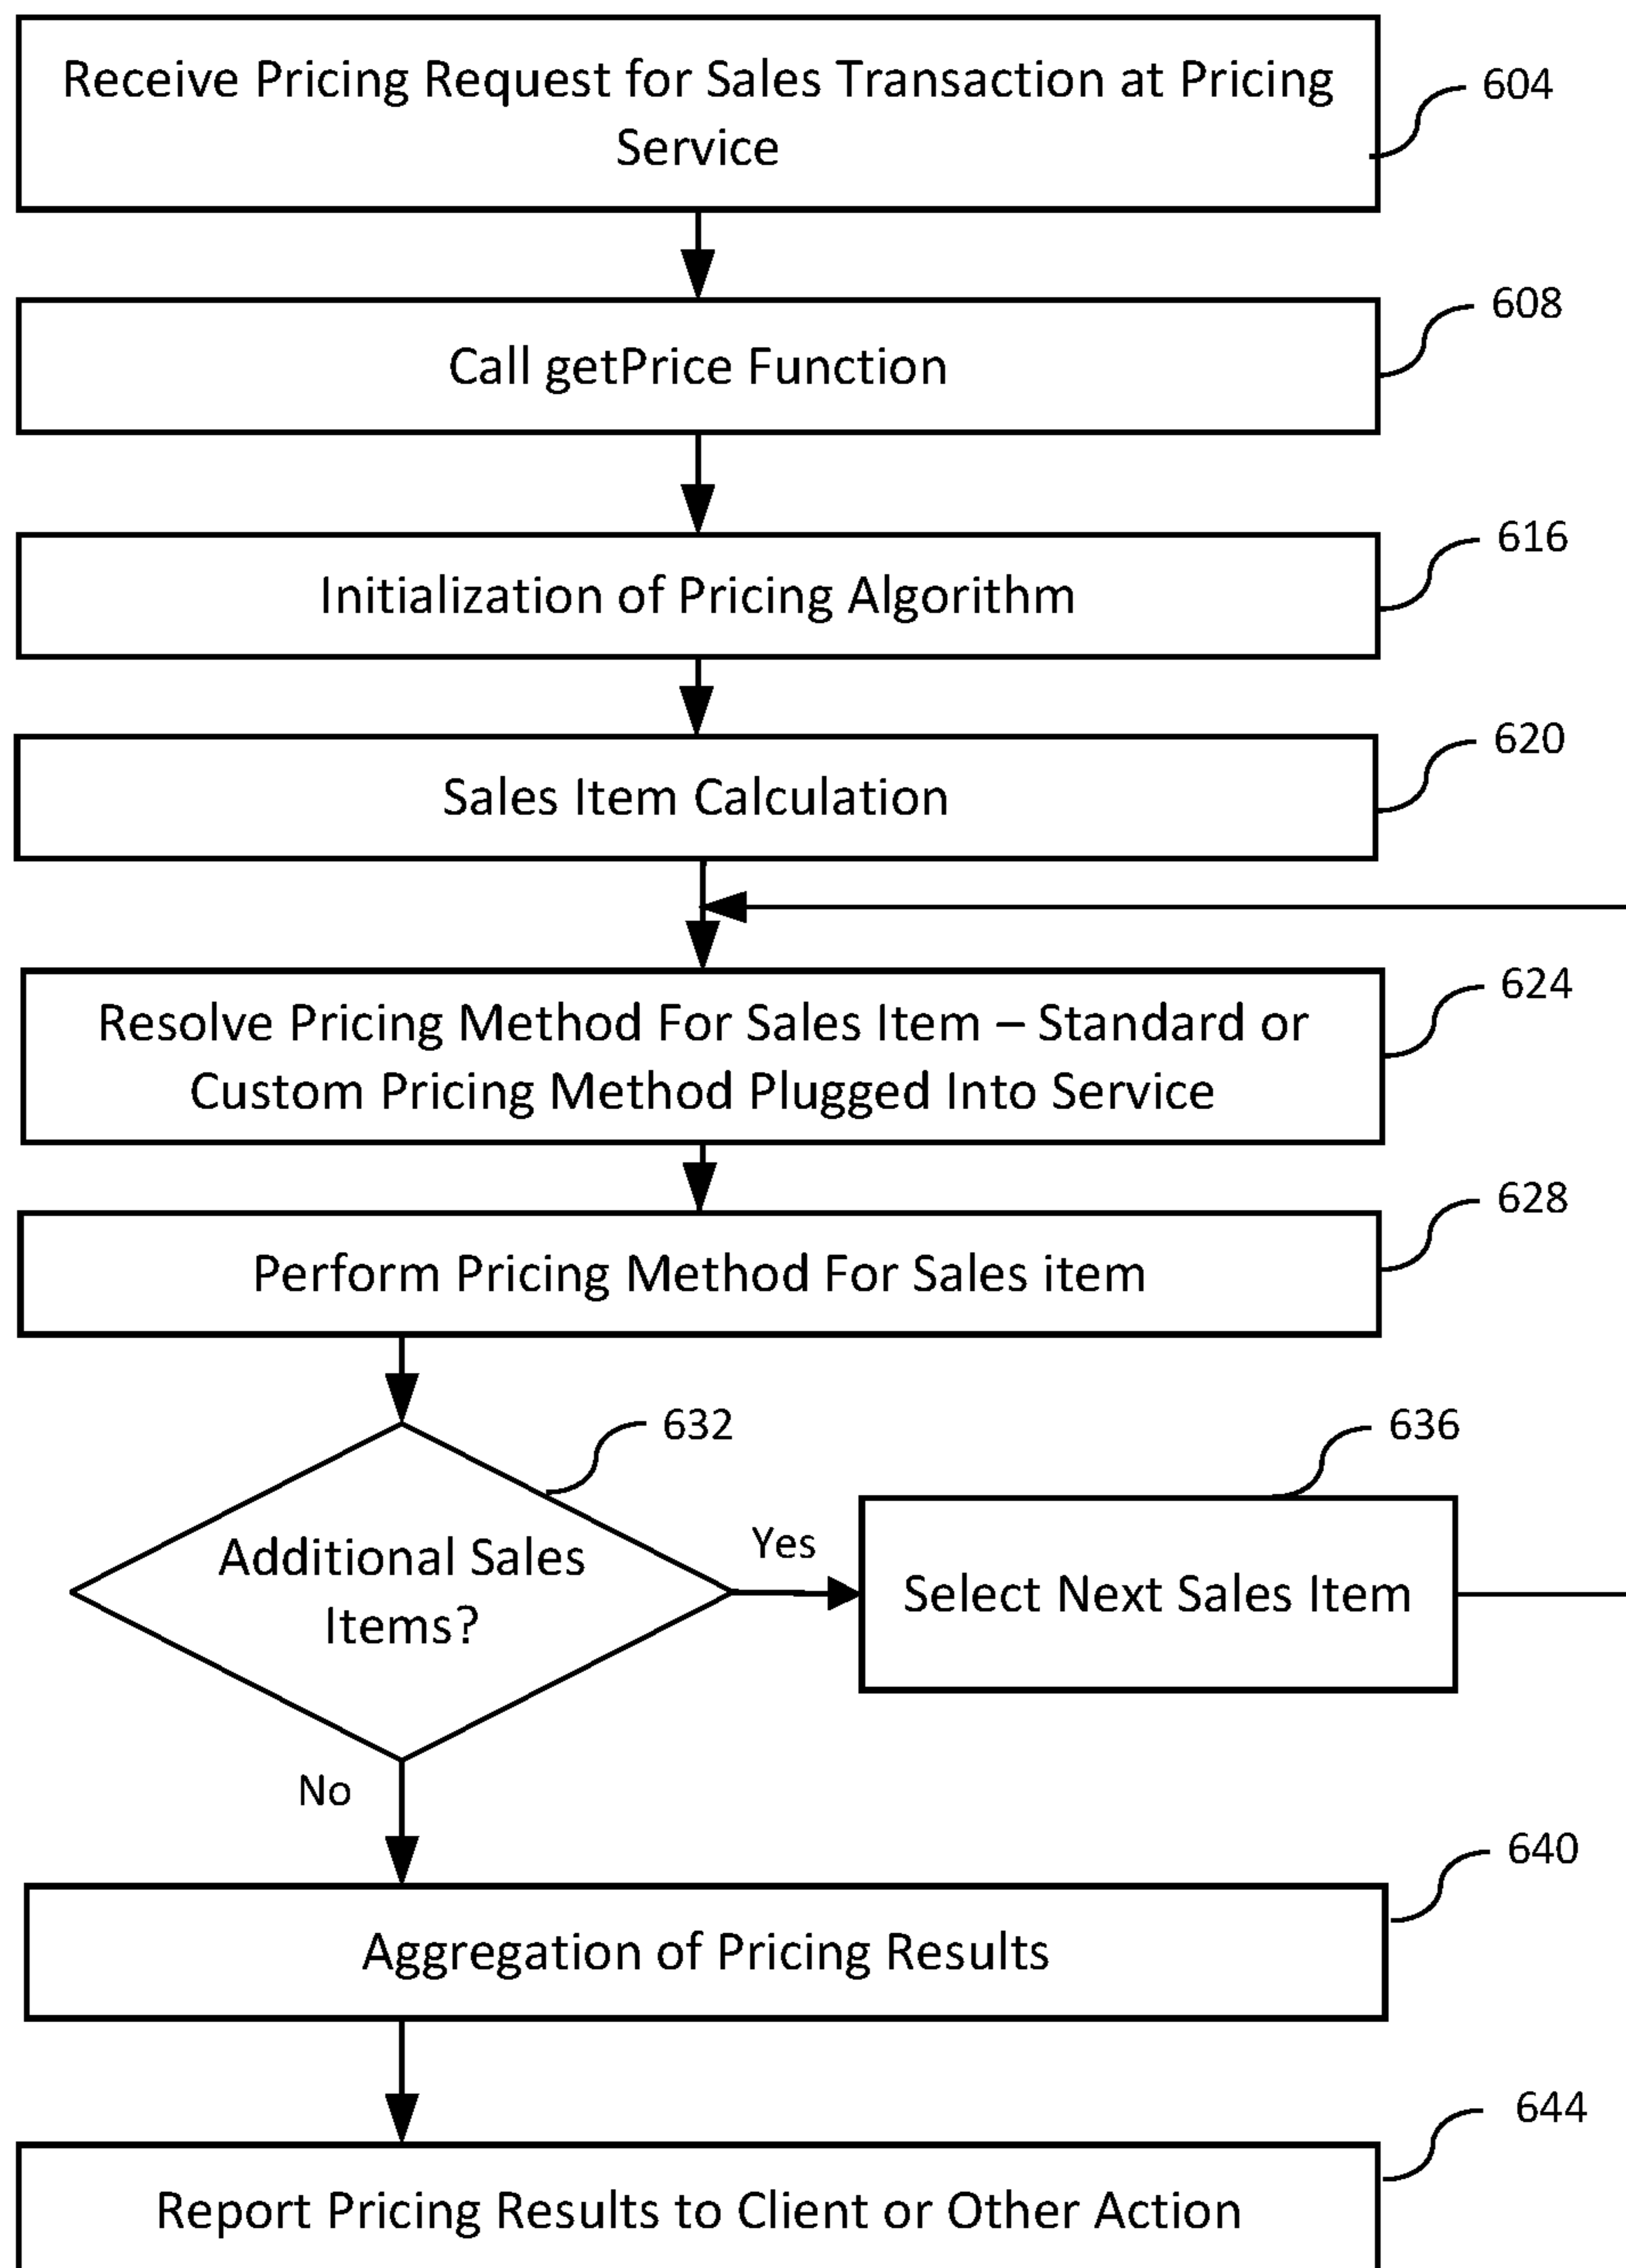 Receive Pricing Request for Sales Transaction at Pricing
Service
604
Call getPrice Function
608
Initialization of Pricing Algorithm
616
Sales Item Calculation
620
Resolve Pricing Method For Sales Item – Standard or
Custom Pricing Method Plugged Into Service
624
Perform Pricing Method For Sales item
628
Additional Sales
Items?
632
Yes
Select Next Sales Item
636
No
Aggregation of Pricing Results
640
Report Pricing Results to Client or Other Action
644